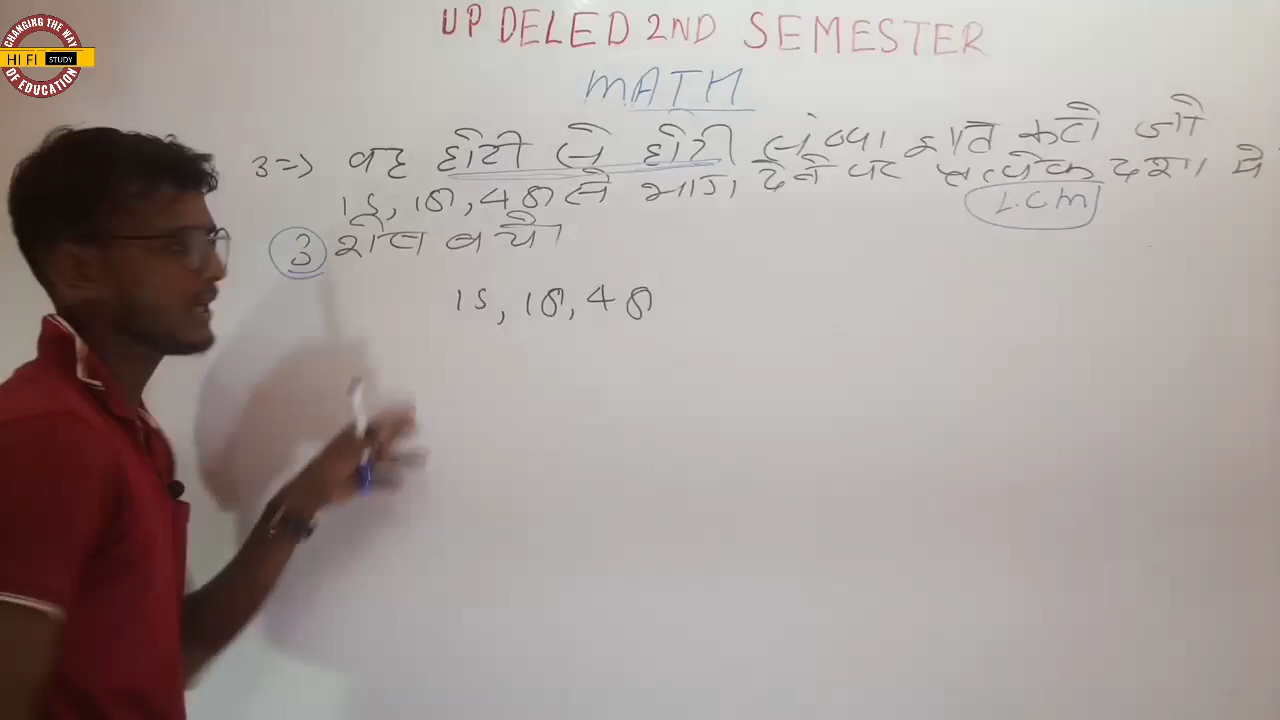 CHANGING THE WAY
HI FI STUDY
OF EDUCATION
UP DELED 2ND SEMESTER
MATH
3=> वह छोटी से छोटी संख्या ज्ञात करो जो
15, 18, 48 से भाग देने पर प्रत्येक दशा मे
L.C.M
3 शेष बचे।
15, 18, 48